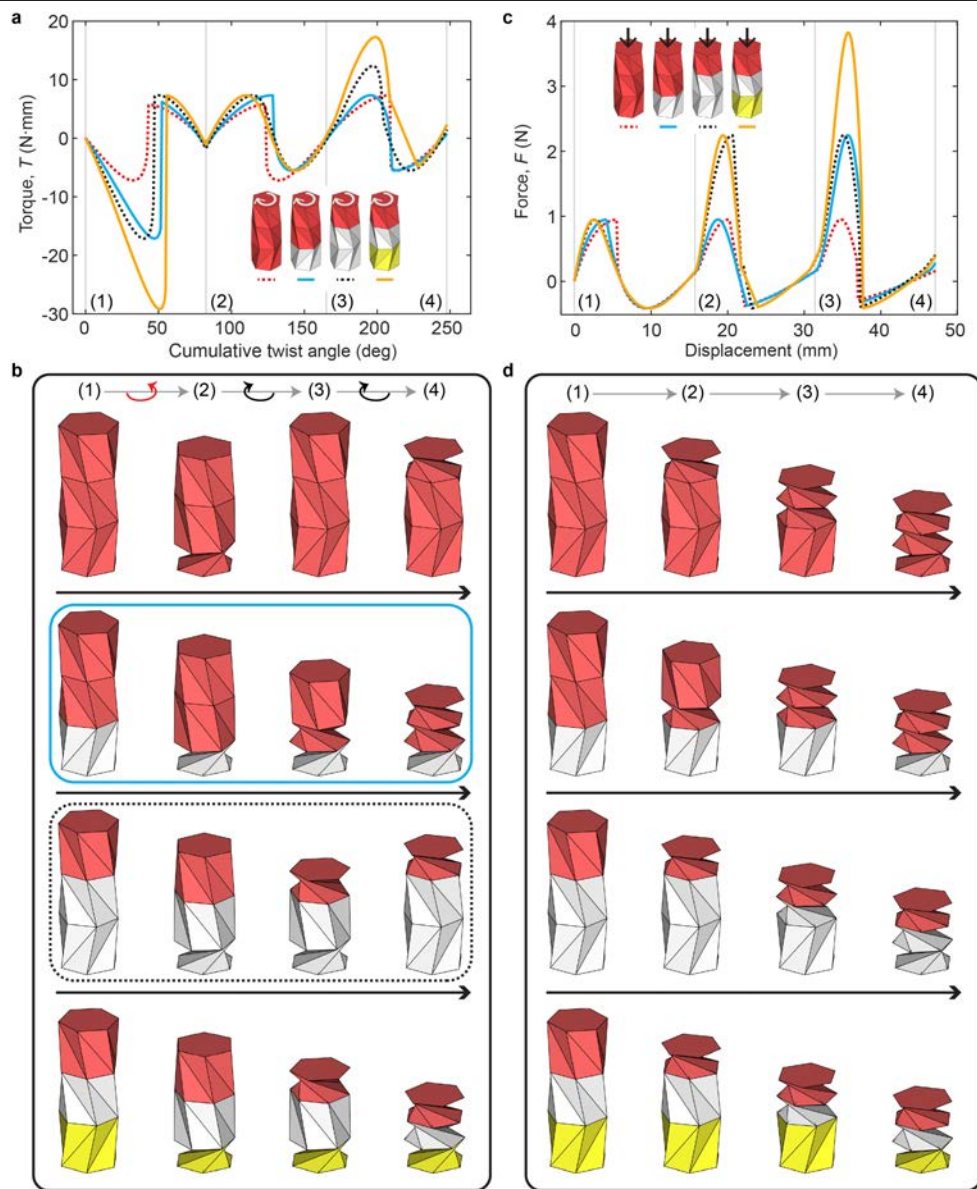 a
20
10
0
-10
-20
-30
Torque, T (N·mm)
(1) (2) (3) (4)
0 50 100 150 200 250
Cumulative twist angle (deg)
c
4
3
2
1
0
Force, F (N)
(1) (2) (3) (4)
0 10 20 30 40 50
Displacement (mm)
b
(1) (2) (3) (4)
d
(1) (2) (3) (4)